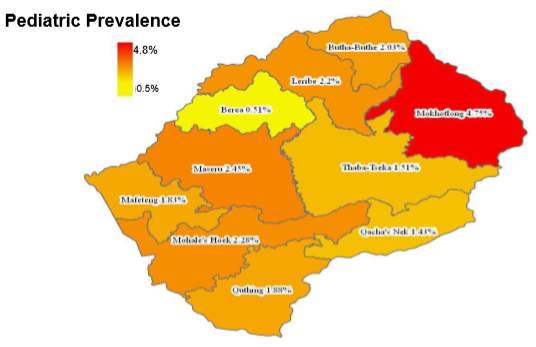 Pediatric Prevalence
4.8%
0.5%
Butha-Buthe 2.03%
Leribe 2.2%
Berea 0.51%
Mokhotlong 4.75%
Maseru 2.45%
Thaba-Tseka 1.51%
Mafeteng 1.83%
Mohale's Hoek 2.28%
Qacha's Nek 1.43%
Quthing 1.88%